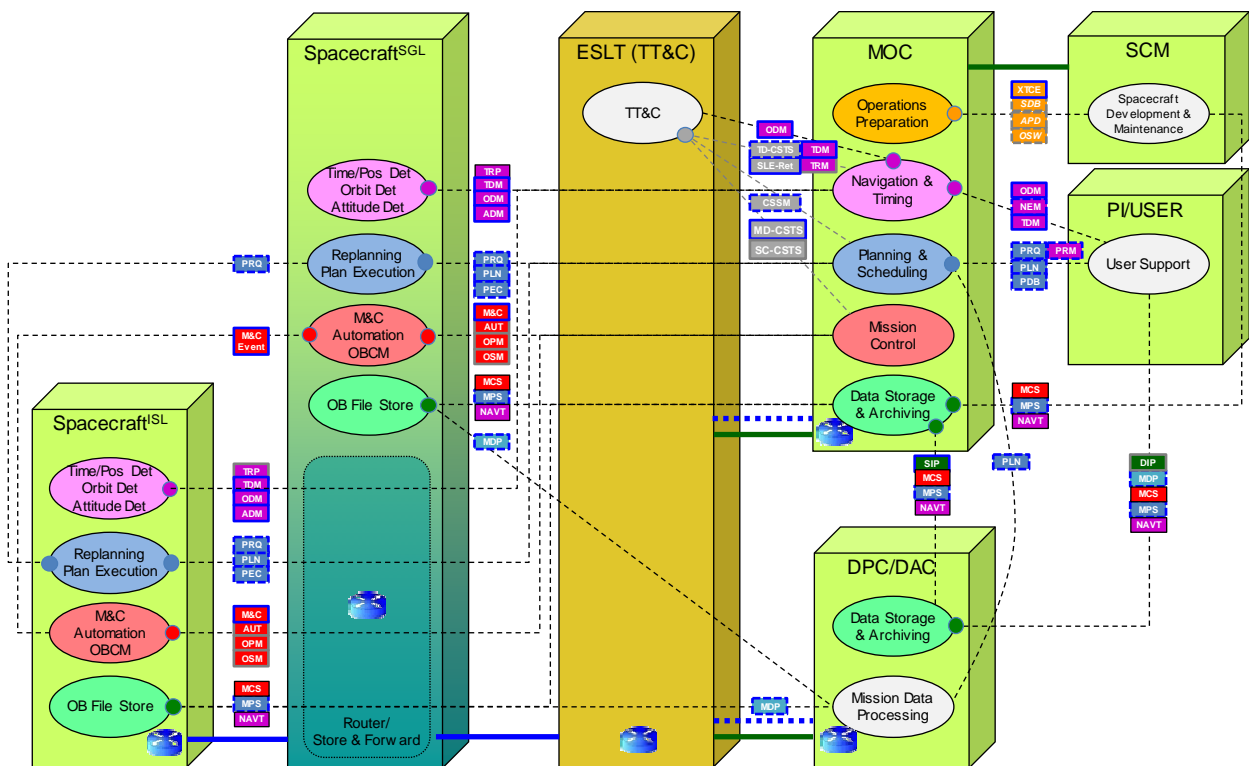 SpacecraftSGL
ESLT (TT&C)
MOC
SCM
TT&C
Operations
Preparation
XTCE
SDB
APD
OSW
Spacecraft
Development &
Maintenance
ODM
TD-CSTS
TDM
SLE-Ret
TRM
Time/Pos Det
Orbit Det
Attitude Det
TRP
TDM
ODM
ADM
Navigation &
Timing
ODM
NEM
TDM
PI/USER
CSSM
MD-CSTS
SC-CSTS
PRQ
Replanning
Plan Execution
PRQ
PLN
PEC
Planning &
Scheduling
PRQ
PRM
PLN
PDB
User Support
M&C
Event
M&C
Automation
OBCM
M&C
AUT
OPM
OSM
Mission
Control
OB File Store
MCS
MPS
NAVT
MDP
Data Storage
& Archiving
MCS
MPS
NAVT
SpacecraftISL
Time/Pos Det
Orbit Det
Attitude Det
TRP
TDM
ODM
ADM
SIP
MCS
MPS
NAVT
PLN
DIP
MDP
MCS
MPS
NAVT
Replanning
Plan Execution
PRQ
PLN
PEC
DPC/DAC
M&C
Automation
OBCM
M&C
AUT
OPM
OSM
Data Storage
& Archiving
OB File Store
MCS
MPS
NAVT
Router/
Store & Forward
MDP
Mission Data
Processing